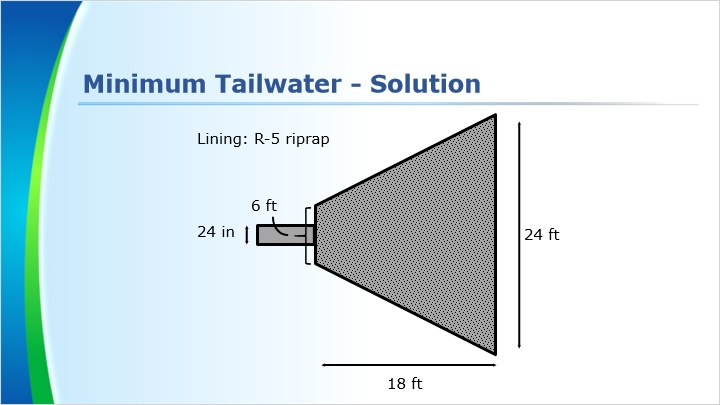 Minimum Tailwater - Solution
Lining: R-5 riprap
6 ft
24 in
24 ft
18 ft